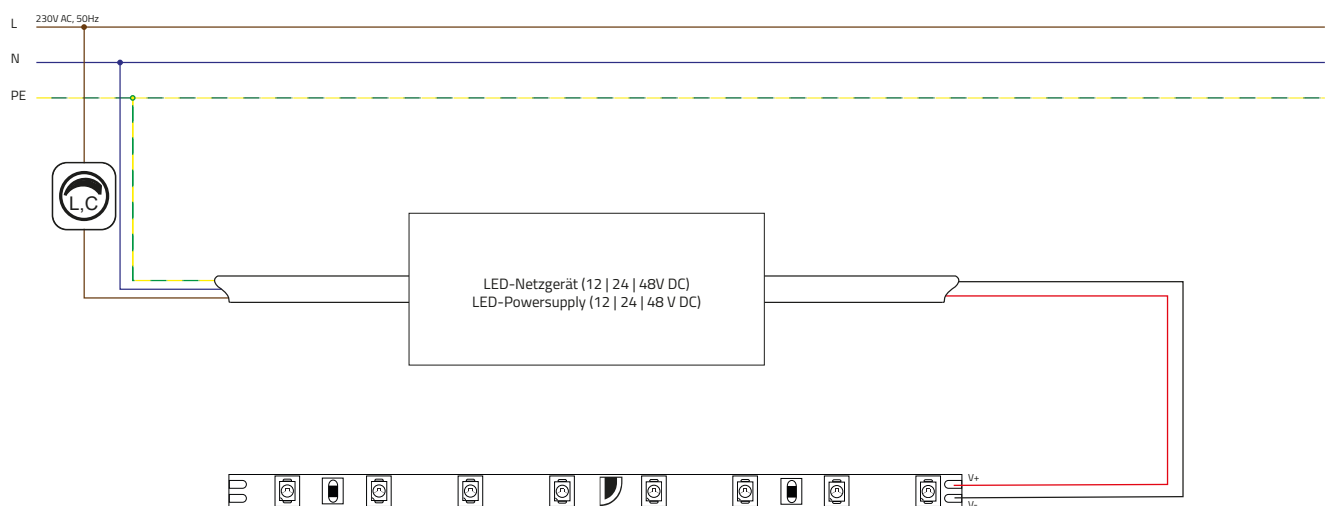 L 230V AC, 50Hz
N
PE
L,C
LED-Netzgerät (12 | 24 | 48V DC)
LED-Powersupply (12 | 24 | 48 V DC)
V+
V-